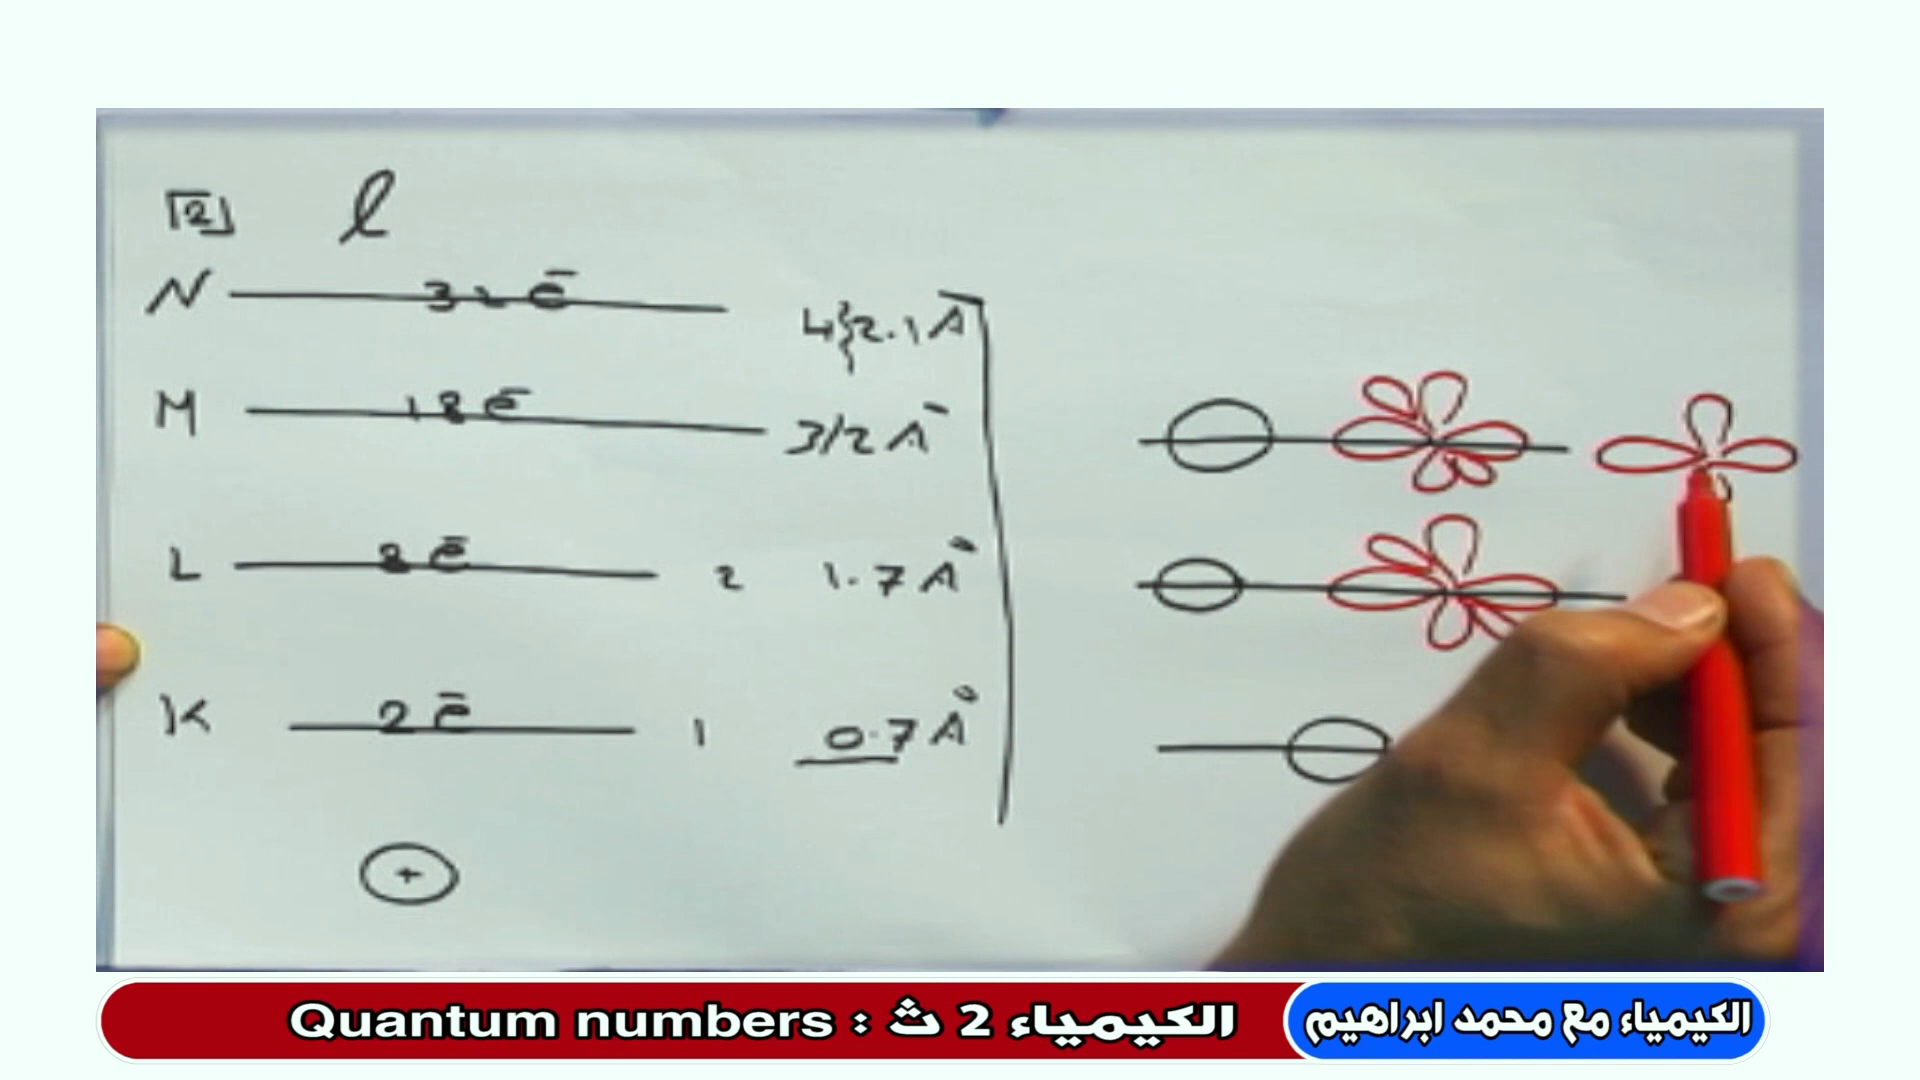 2 l
N 32 ē
4 2.1 A
M 18 ē
3 2 A°
L 8 ē 2 1.7 A°
K 2 ē 1 0.7 A°
+
Quantum numbers : الكيمياء 2 ث
الكيمياء مع محمد ابراهيم